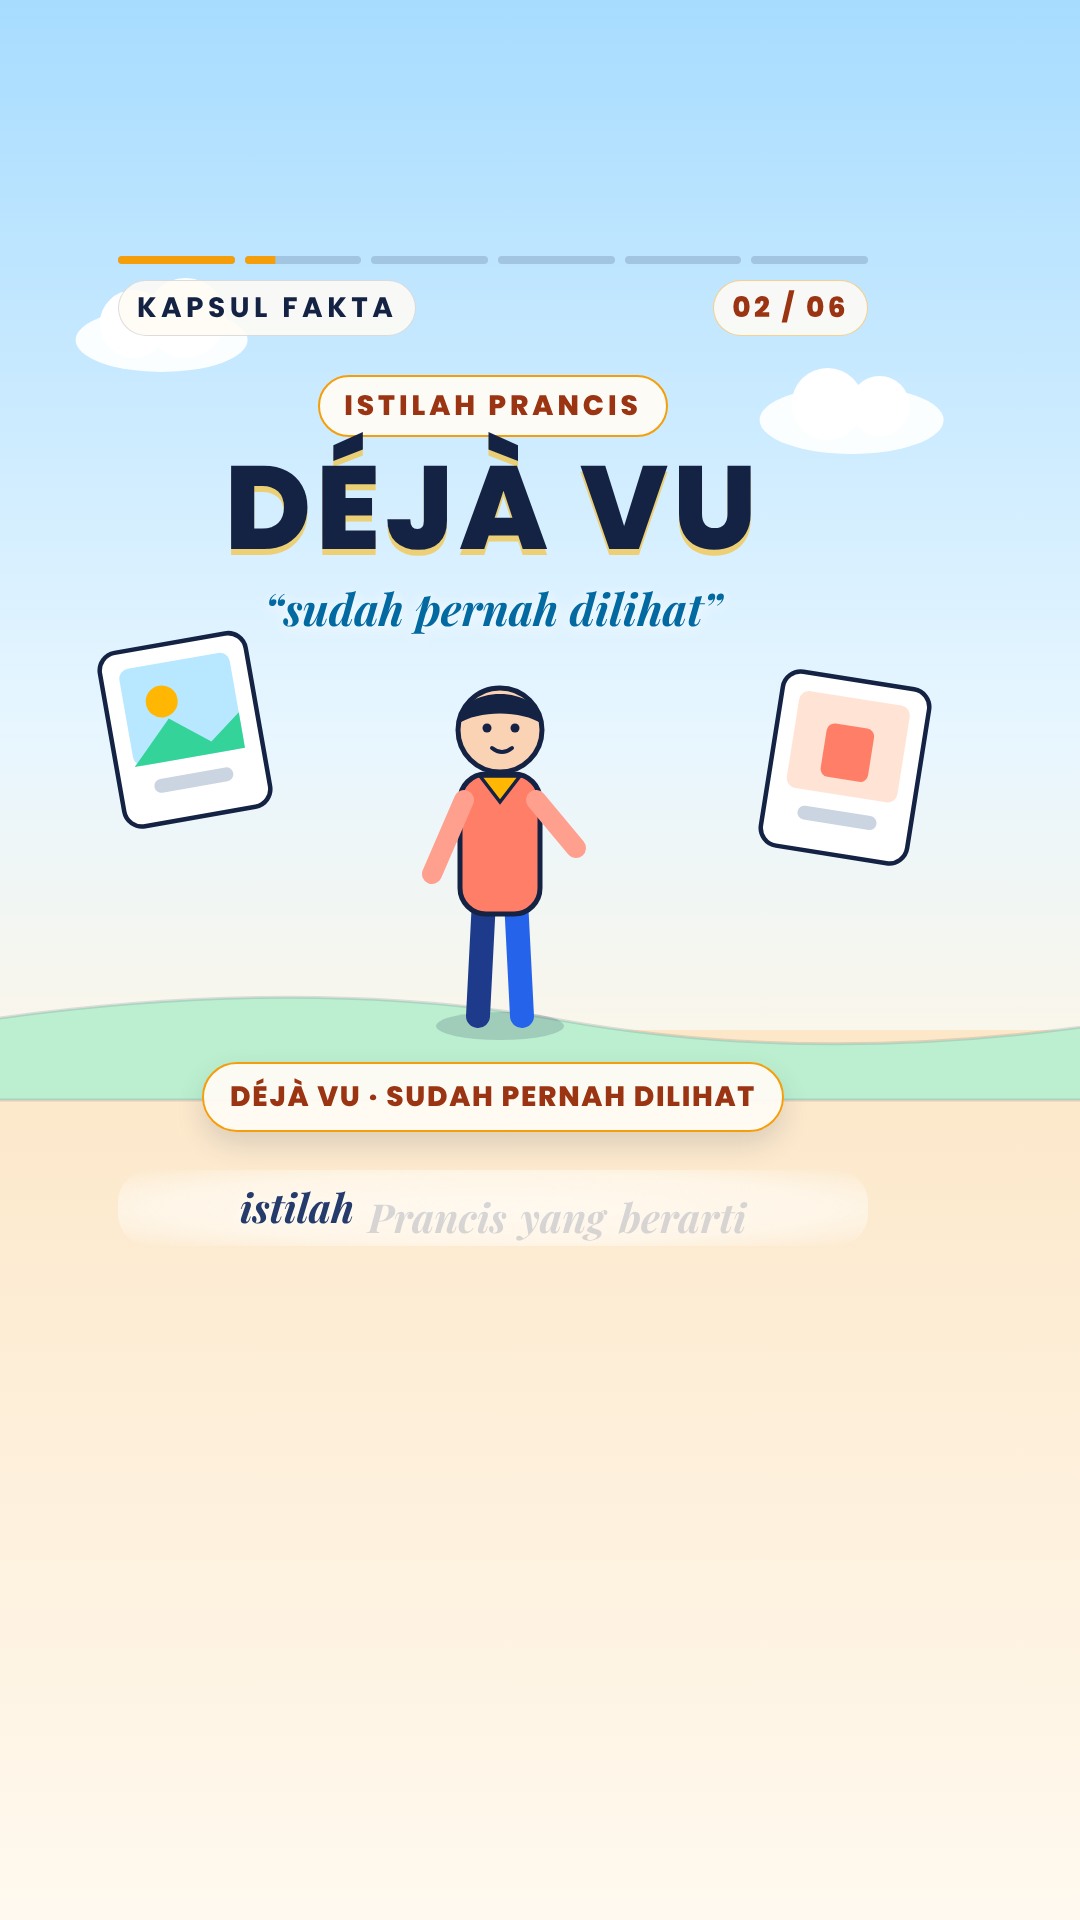 KAPSUL FAKTA
02 / 06
ISTILAH PRANCIS
DÉJÀ VU
“sudah pernah dilihat”
DÉJÀ VU · SUDAH PERNAH DILIHAT
istilah Prancis yang berarti